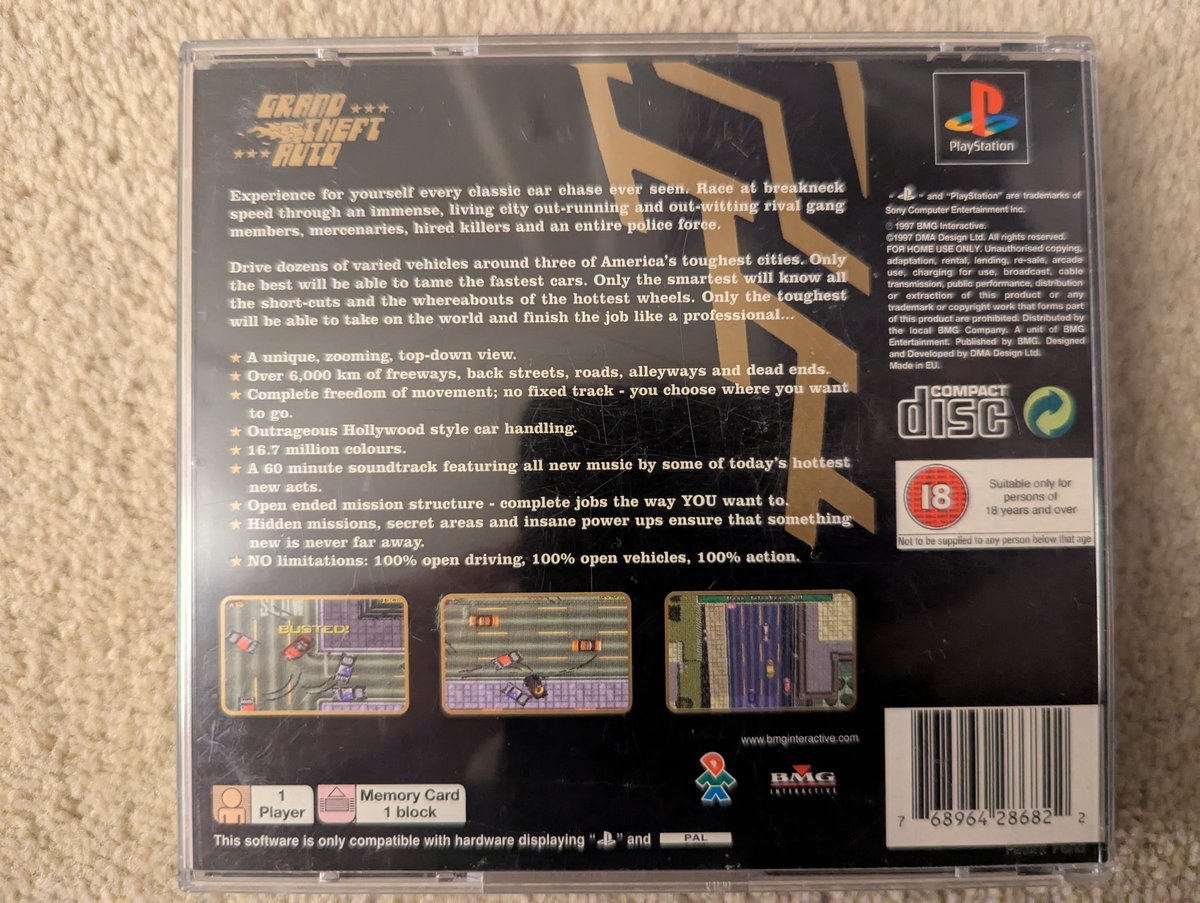 GRAND
THEFT
AUTO
Experience for yourself every classic car chase ever seen. Race at breakneck
speed through an immense, living city out-running and out-witting rival gang
members, mercenaries, hired killers and an entire police force.
Drive dozens of varied vehicles around three of America's toughest cities. Only
the best will be able to tame the fastest cars. Only the smartest will know all
the short-cuts and the whereabouts of the hottest wheels. Only the toughest
will be able to take on the world and finish the job like a professional...
★ A unique, zooming, top-down view.
★ Over 6,000 km of freeways, back streets, roads, alleyways and dead ends.
★ Complete freedom of movement; no fixed track - you choose where you want
to go.
★ Outrageous Hollywood style car handling.
★ 16.7 million colours.
★ A 60 minute soundtrack featuring all new music by some of today's hottest
new acts.
★ Open ended mission structure - complete jobs the way YOU want to.
★ Hidden missions, secret areas and insane power ups ensure that something
new is never far away.
★ NO limitations: 100% open driving, 100% open vehicles, 100% action.
BUSTED!
PlayStation
" " and "PlayStation" are trademarks of
Sony Computer Entertainment Inc.
℗ 1997 BMG Interactive.
©1997 DMA Design Ltd. All rights reserved.
FOR HOME USE ONLY. Unauthorised copying,
adaptation, rental, lending, re-sale, arcade
use, charging for use, broadcast, cable
transmission, public performance, distribution
or extraction of this product or any
trademark or copyright work that forms part
of this product are prohibited. Distributed by
the local BMG Company. A unit of BMG
Entertainment. Published by BMG. Designed
and Developed by DMA Design Ltd.
Made in EU.
COMPACT
disc
18
Suitable only for
persons of
18 years and over
Not to be supplied to any person below that age
www.bmginteractive.com
D
BMG
INTERACTIVE
1
Player
Memory Card
1 block
This software is only compatible with hardware displaying " " and PAL
7 68964 28682 2